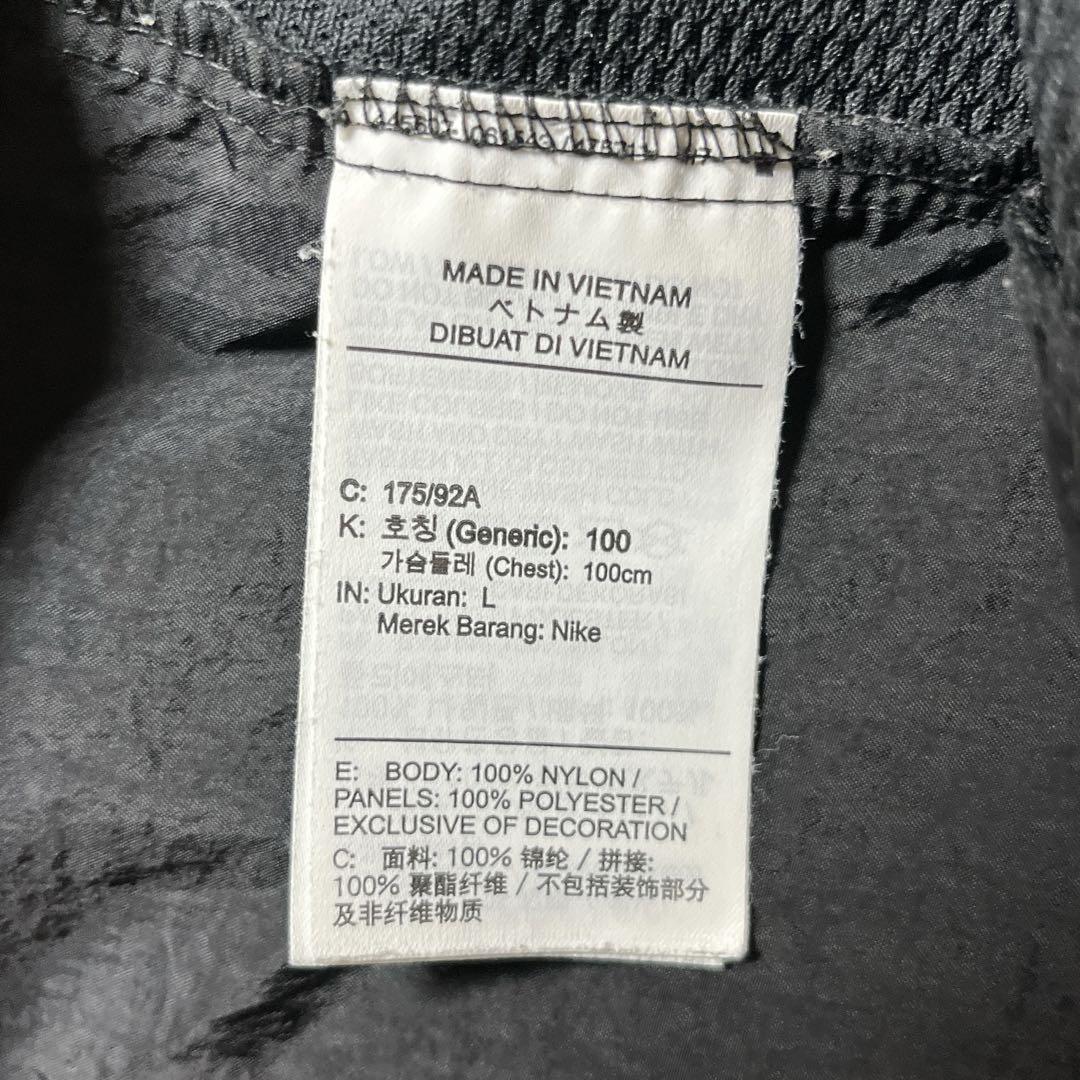 MADE IN VIETNAM
ベトナム製
DIBUAT DI VIETNAM
C: 175/92A
K: 호칭 (Generic): 100
가슴둘레 (Chest): 100cm
IN: Ukuran: L
Merek Barang: Nike
E: BODY: 100% NYLON /
PANELS: 100% POLYESTER /
EXCLUSIVE OF DECORATION
C: 面料: 100% 锦纶 / 拼接:
100% 聚酯纤维 / 不包括装饰部分
及非纤维物质